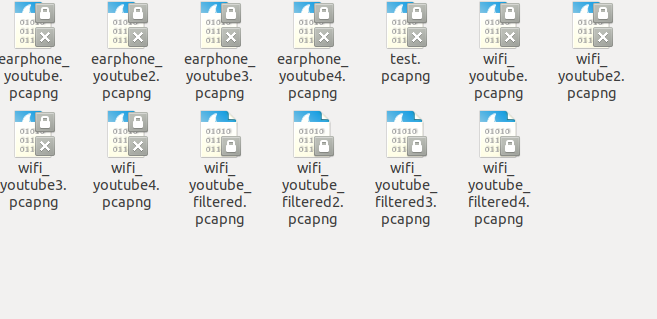 earphone_ earphone_ earphone_ earphone_ test. wifi_ wifi_
youtube. youtube2. youtube3. youtube4. pcapng youtube. youtube2.
pcapng pcapng pcapng pcapng pcapng pcapng
wifi_ wifi_ wifi_ wifi_ wifi_ wifi_
youtube3. youtube4. youtube_ youtube_ youtube_ youtube_
pcapng pcapng filtered. filtered2. filtered3. filtered4.
pcapng pcapng pcapng pcapng